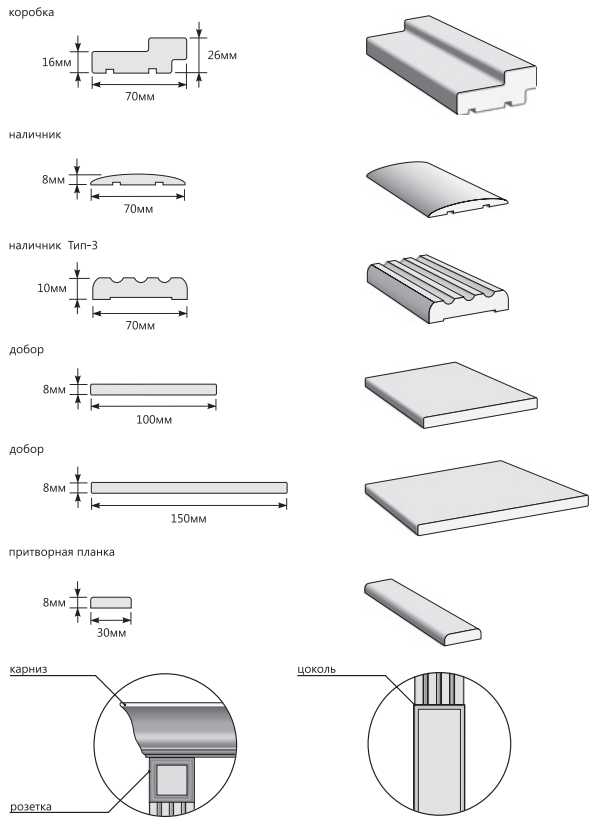 коробка
16мм
26мм
70мм
наличник
8мм
70мм
наличник Тип-3
10мм
70мм
добор
8мм
100мм
добор
8мм
150мм
притворная планка
8мм
30мм
карниз
цоколь
розетка